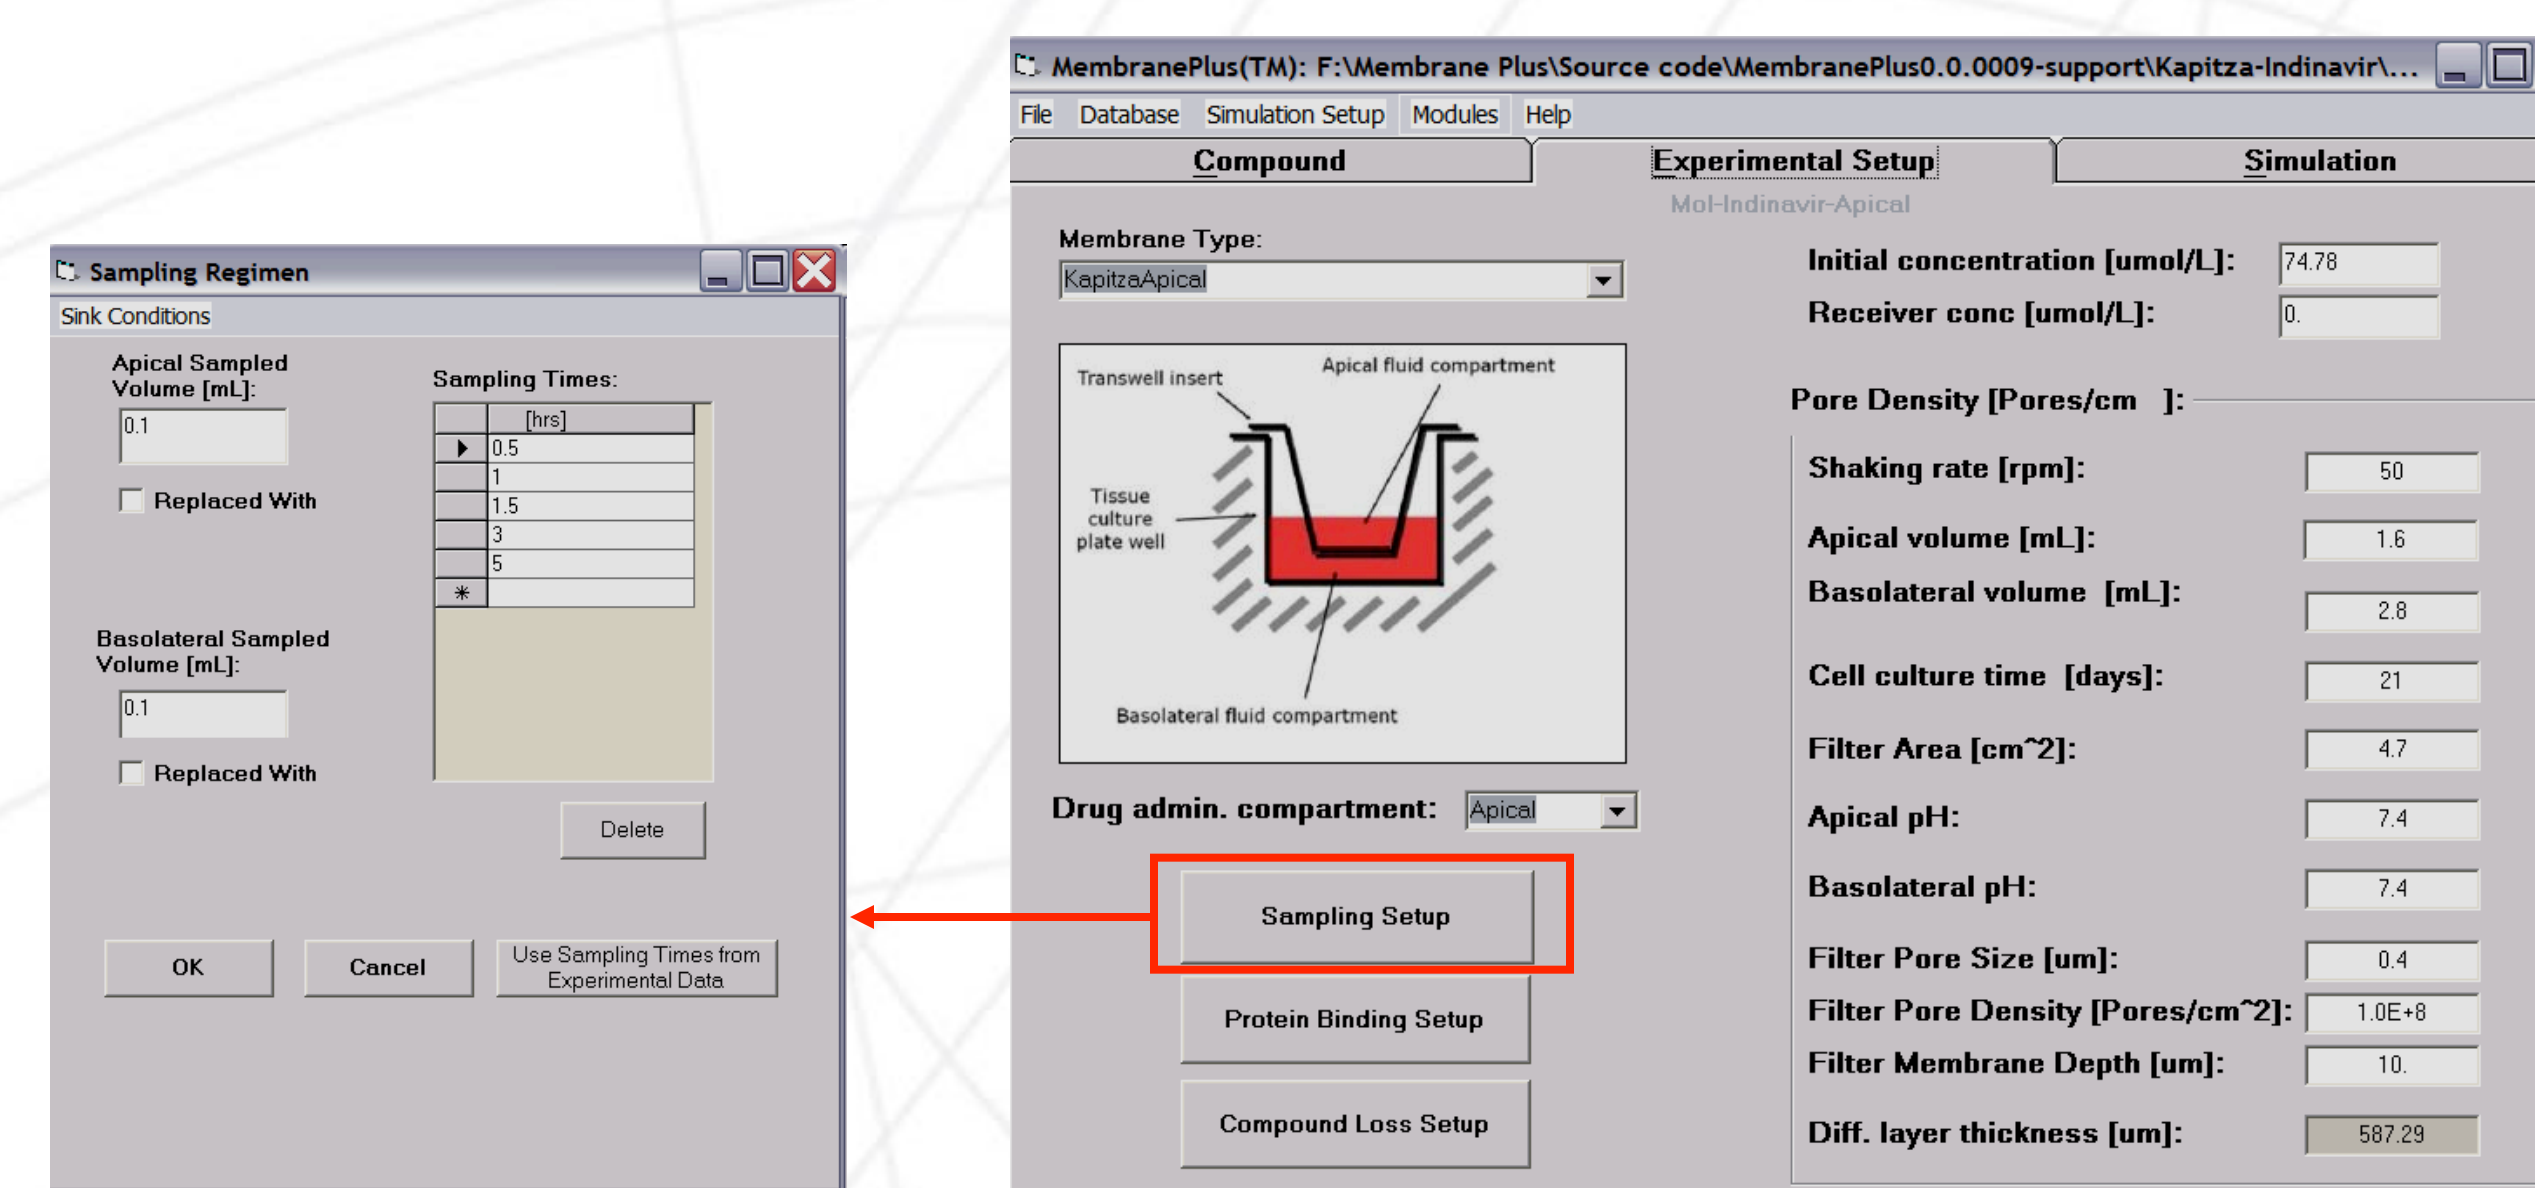 Sampling Regimen
Sink Conditions
Apical Sampled
Volume [mL]:
0.1
Replaced With
Basolateral Sampled
Volume [mL]:
0.1
Replaced With
Sampling Times:
[hrs]
0.5
1
1.5
3
5
*
Delete
OK
Cancel
Use Sampling Times from
Experimental Data
MembranePlus(TM): F:\Membrane Plus\Source code\MembranePlus0.0.0009-support\Kapitza-Indinavir\...
File Database Simulation Setup Modules Help
Compound
Experimental Setup
Simulation
Mol-Indinavir-Apical
Membrane Type:
KapitzaApical
Transwell insert
Apical fluid compartment
Tissue
culture
plate well
Basolateral fluid compartment
Drug admin. compartment: Apical
Sampling Setup
Protein Binding Setup
Compound Loss Setup
Initial concentration [umol/L]: 74.78
Receiver conc [umol/L]: 0.
Pore Density [Pores/cm ]:
Shaking rate [rpm]: 50
Apical volume [mL]: 1.6
Basolateral volume [mL]: 2.8
Cell culture time [days]: 21
Filter Area [cm^2]: 4.7
Apical pH: 7.4
Basolateral pH: 7.4
Filter Pore Size [um]: 0.4
Filter Pore Density [Pores/cm^2]: 1.0E+8
Filter Membrane Depth [um]: 10.
Diff. layer thickness [um]: 587.29